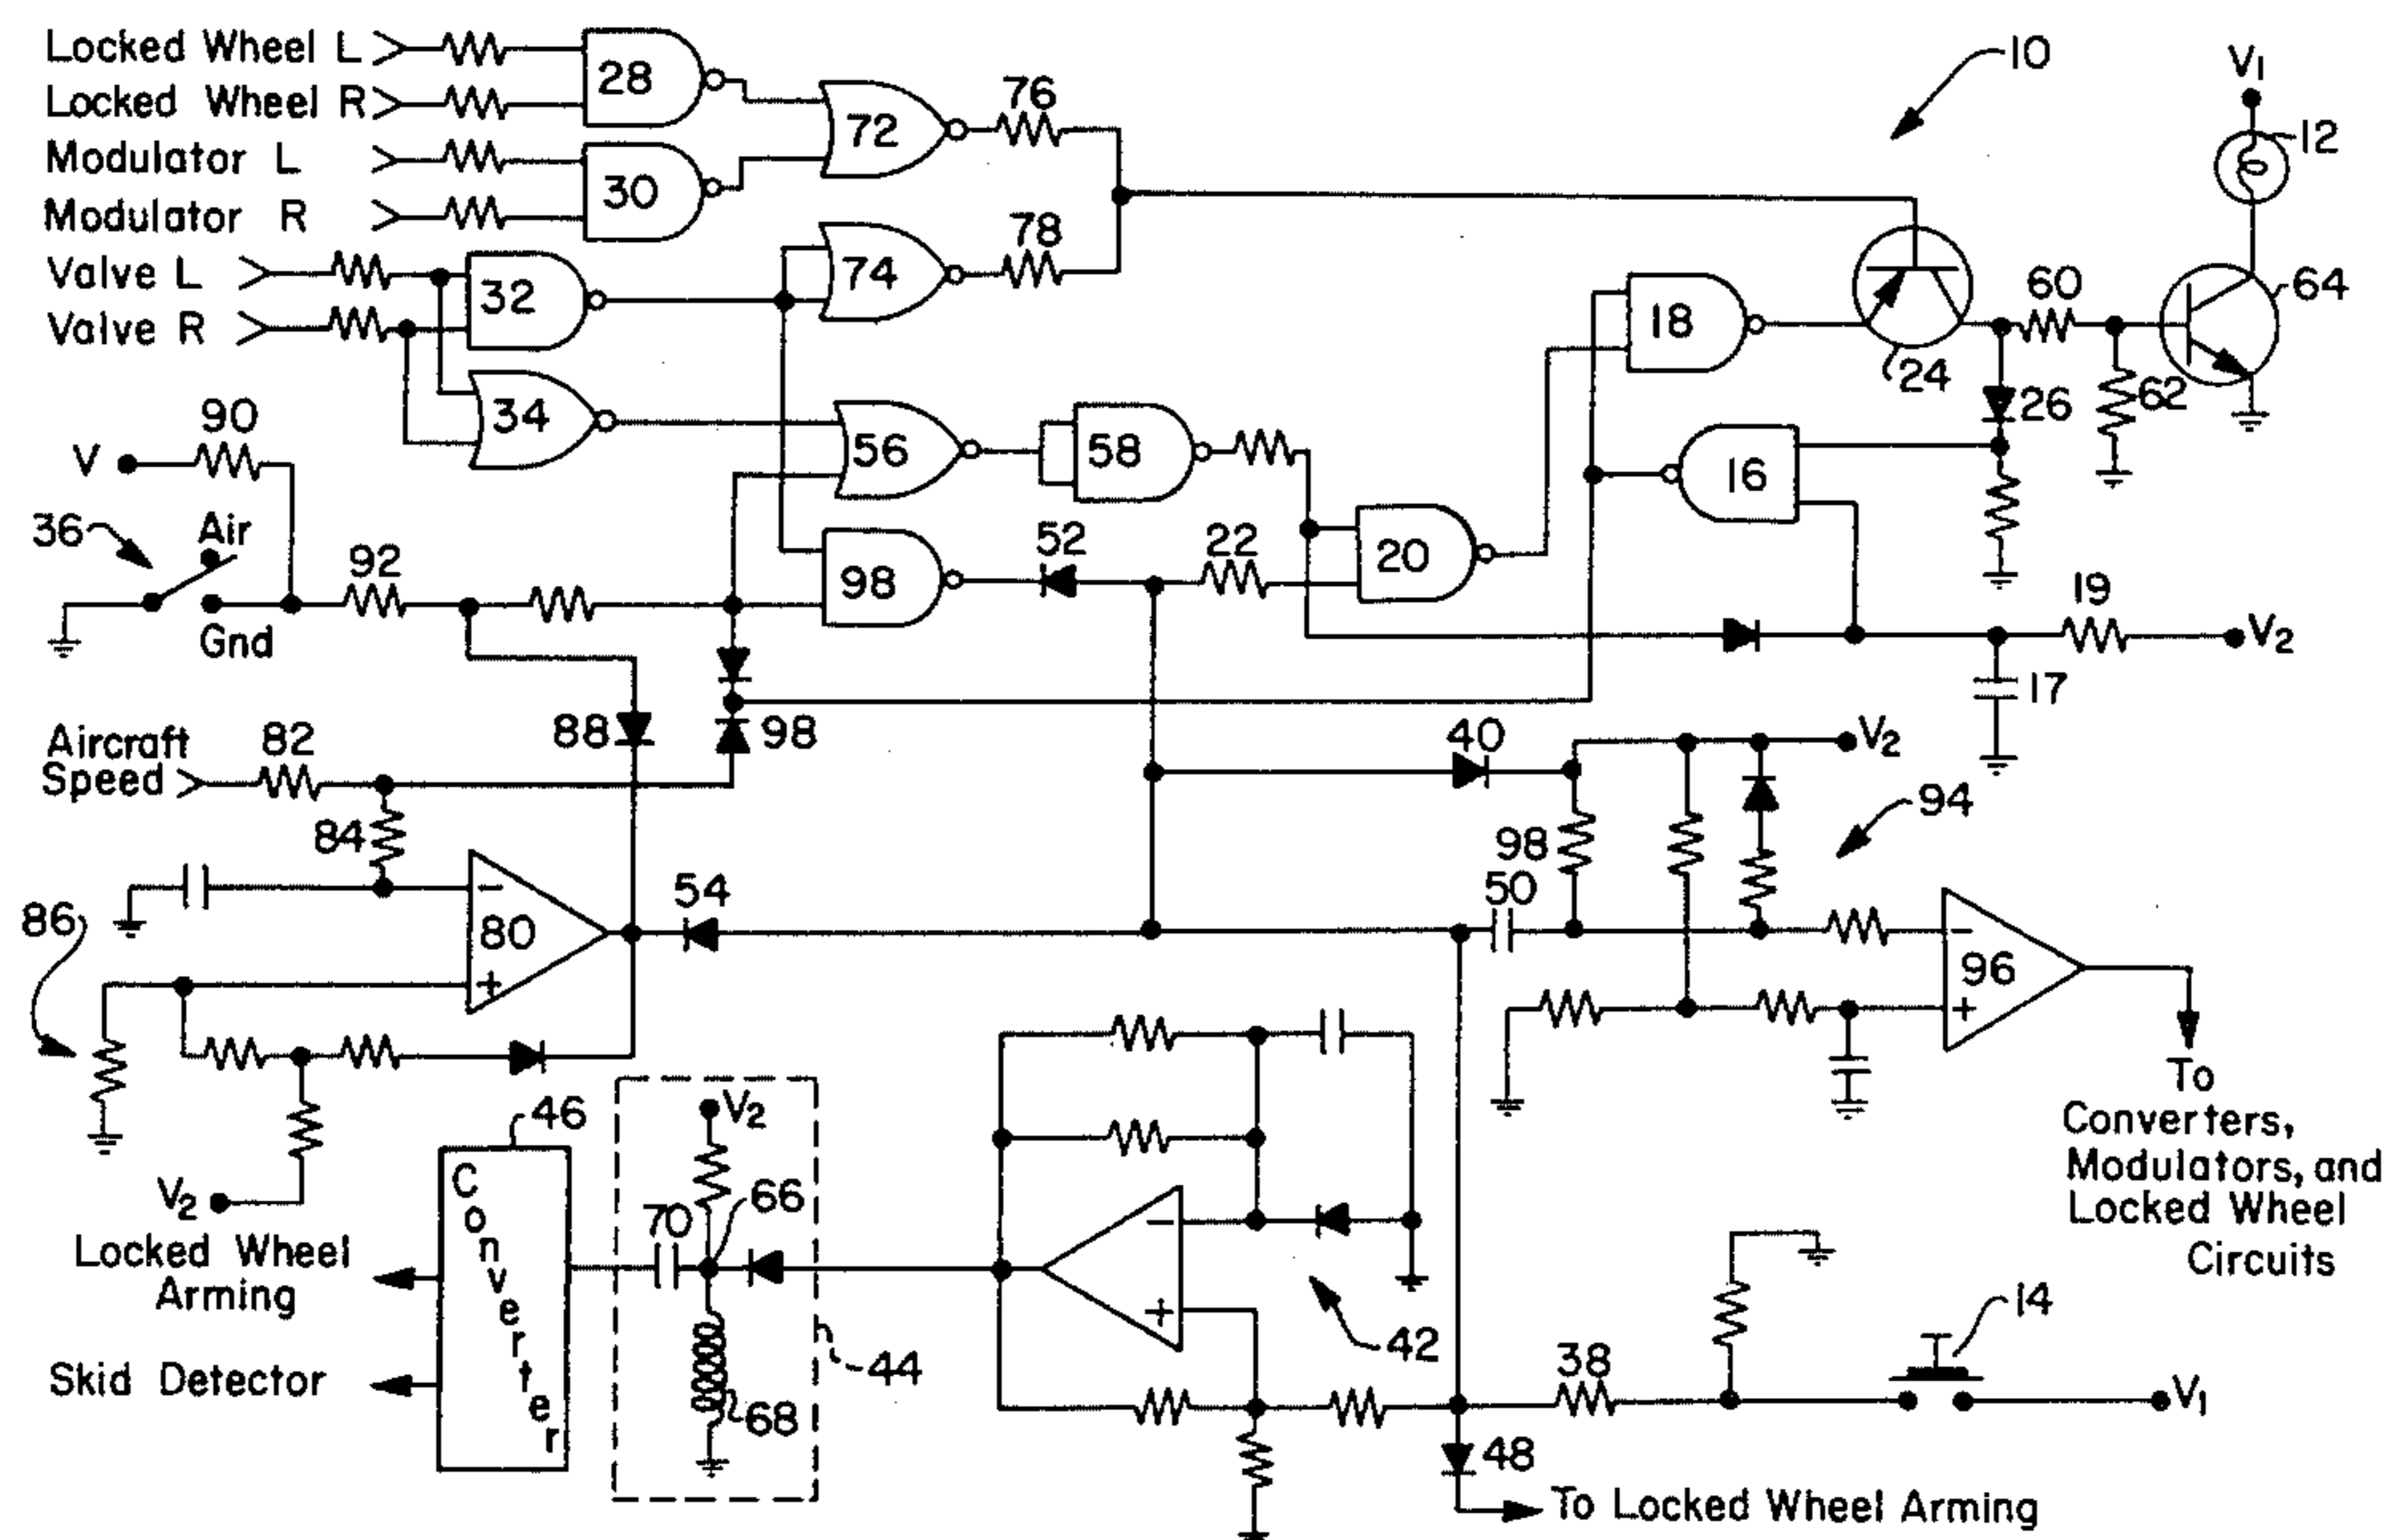 Locked Wheel L
28
Locked Wheel R
Modulator L
30
Modulator R
Valve L
32
Valve R
34
72
76
74
78
10
V1
12
64
60
62
24
26
18
16
90
V
36
Air
92
Gnd
56
58
98
52
22
20
19
V2
17
Aircraft
Speed
82
88
98
84
86
80
54
40
V2
94
98
50
96
To
Converters,
Modulators, and
Locked Wheel
Circuits
V2
46
Converter
Locked Wheel
Arming
Skid Detector
V2
66
70
68
44
42
38
14
V1
48
To Locked Wheel Arming
-
+
-
+
-
+